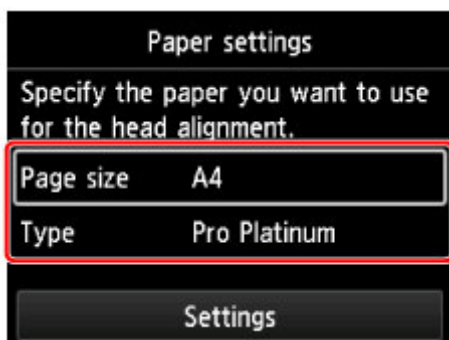 Paper settings
Specify the paper you want to use
for the head alignment.
Page size A4
Type Pro Platinum
Settings